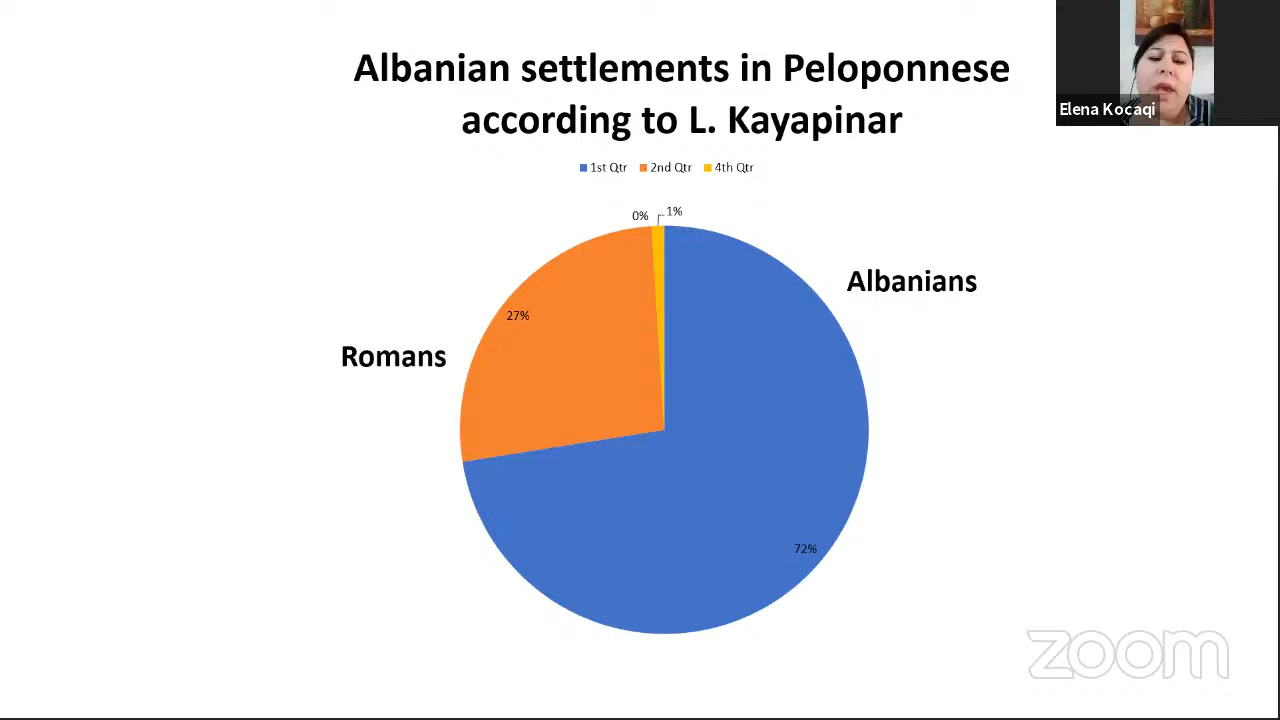 Albanian settlements in Peloponnese
according to L. Kayapinar
Elena Kocaqi
1st Qtr 2nd Qtr 4th Qtr
0% 1%
Albanians
27%
Romans
72%
zoom